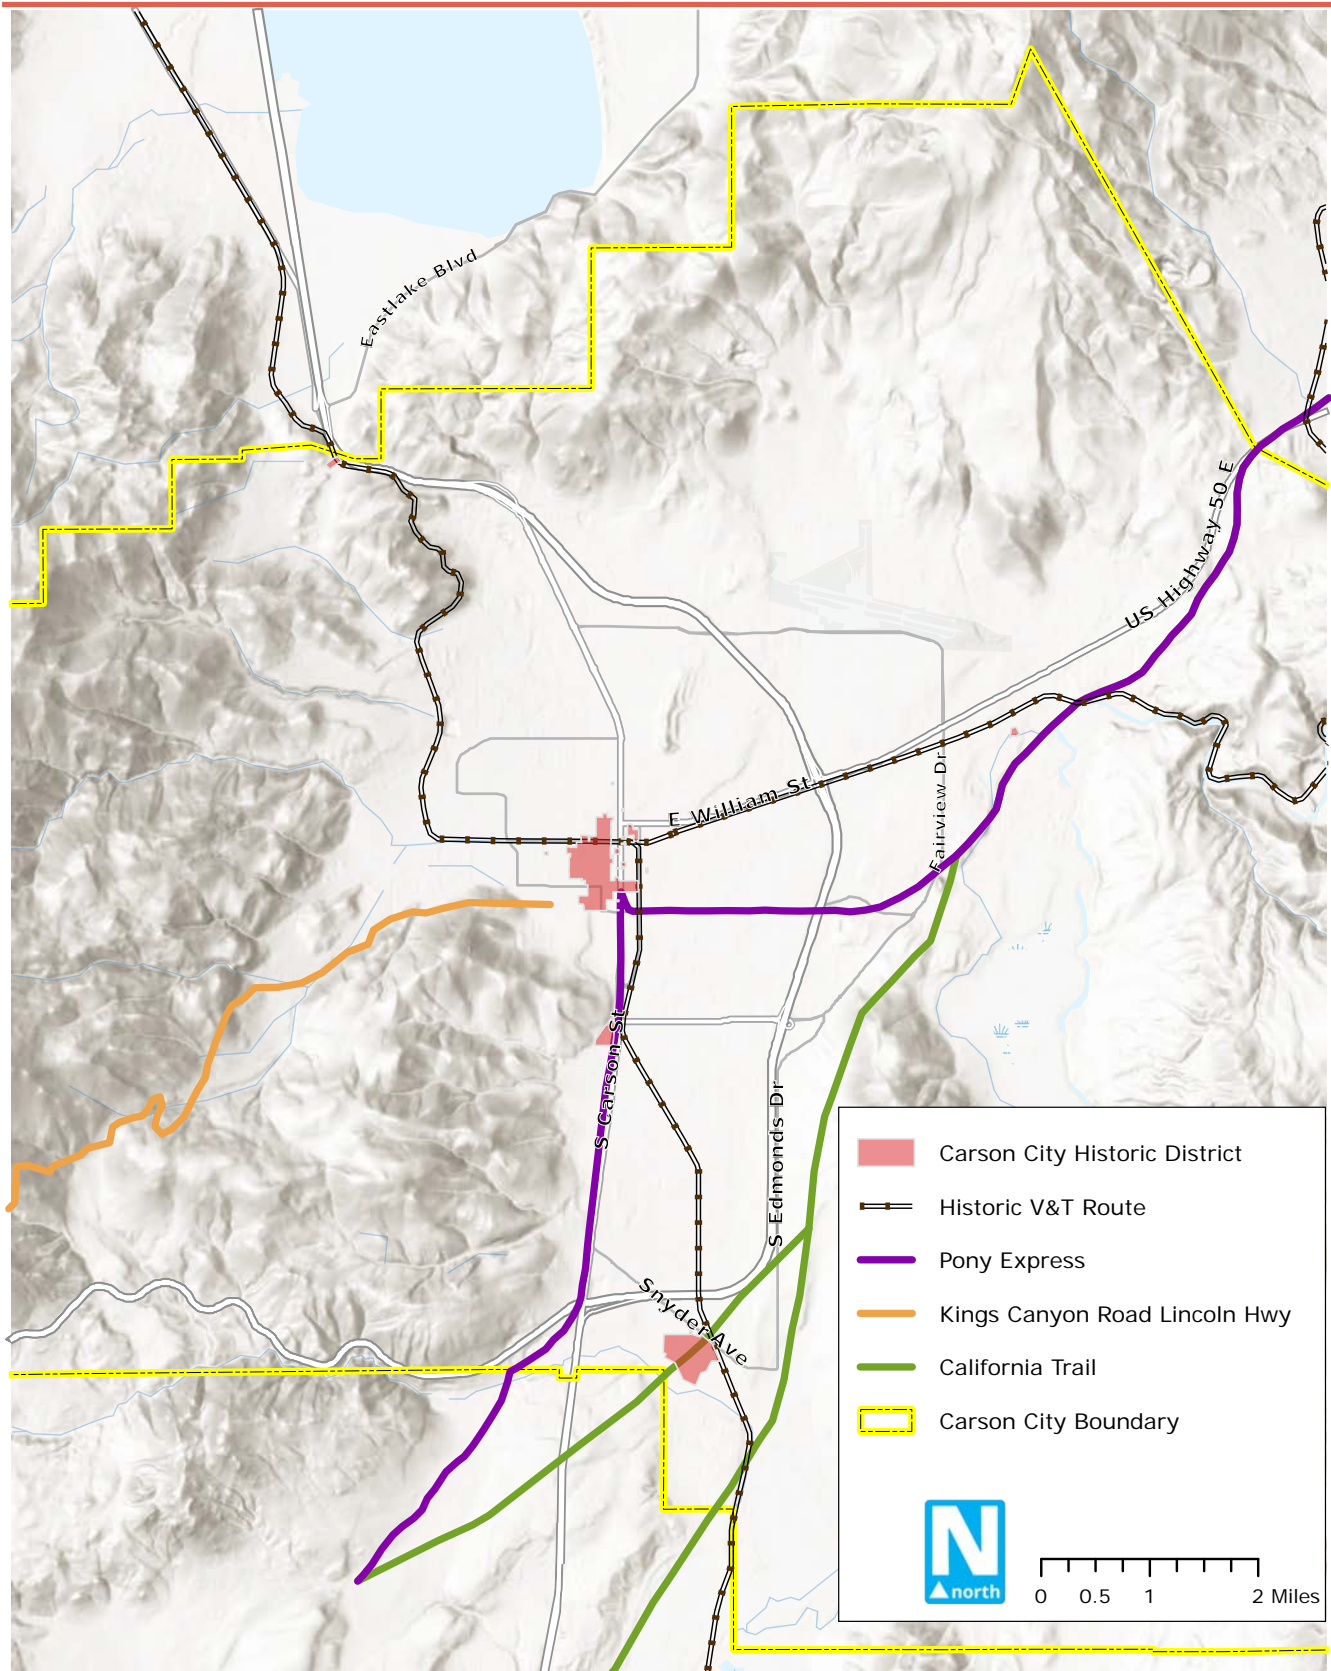 Eastlake Blvd
US Highway 50 E
E William St
Fairview Dr
S Carson St
S Edmonds Dr
Snyder Ave
Carson City Historic District
Historic V&T Route
Pony Express
Kings Canyon Road Lincoln Hwy
California Trail
Carson City Boundary
N
north
0 0.5 1 2 Miles